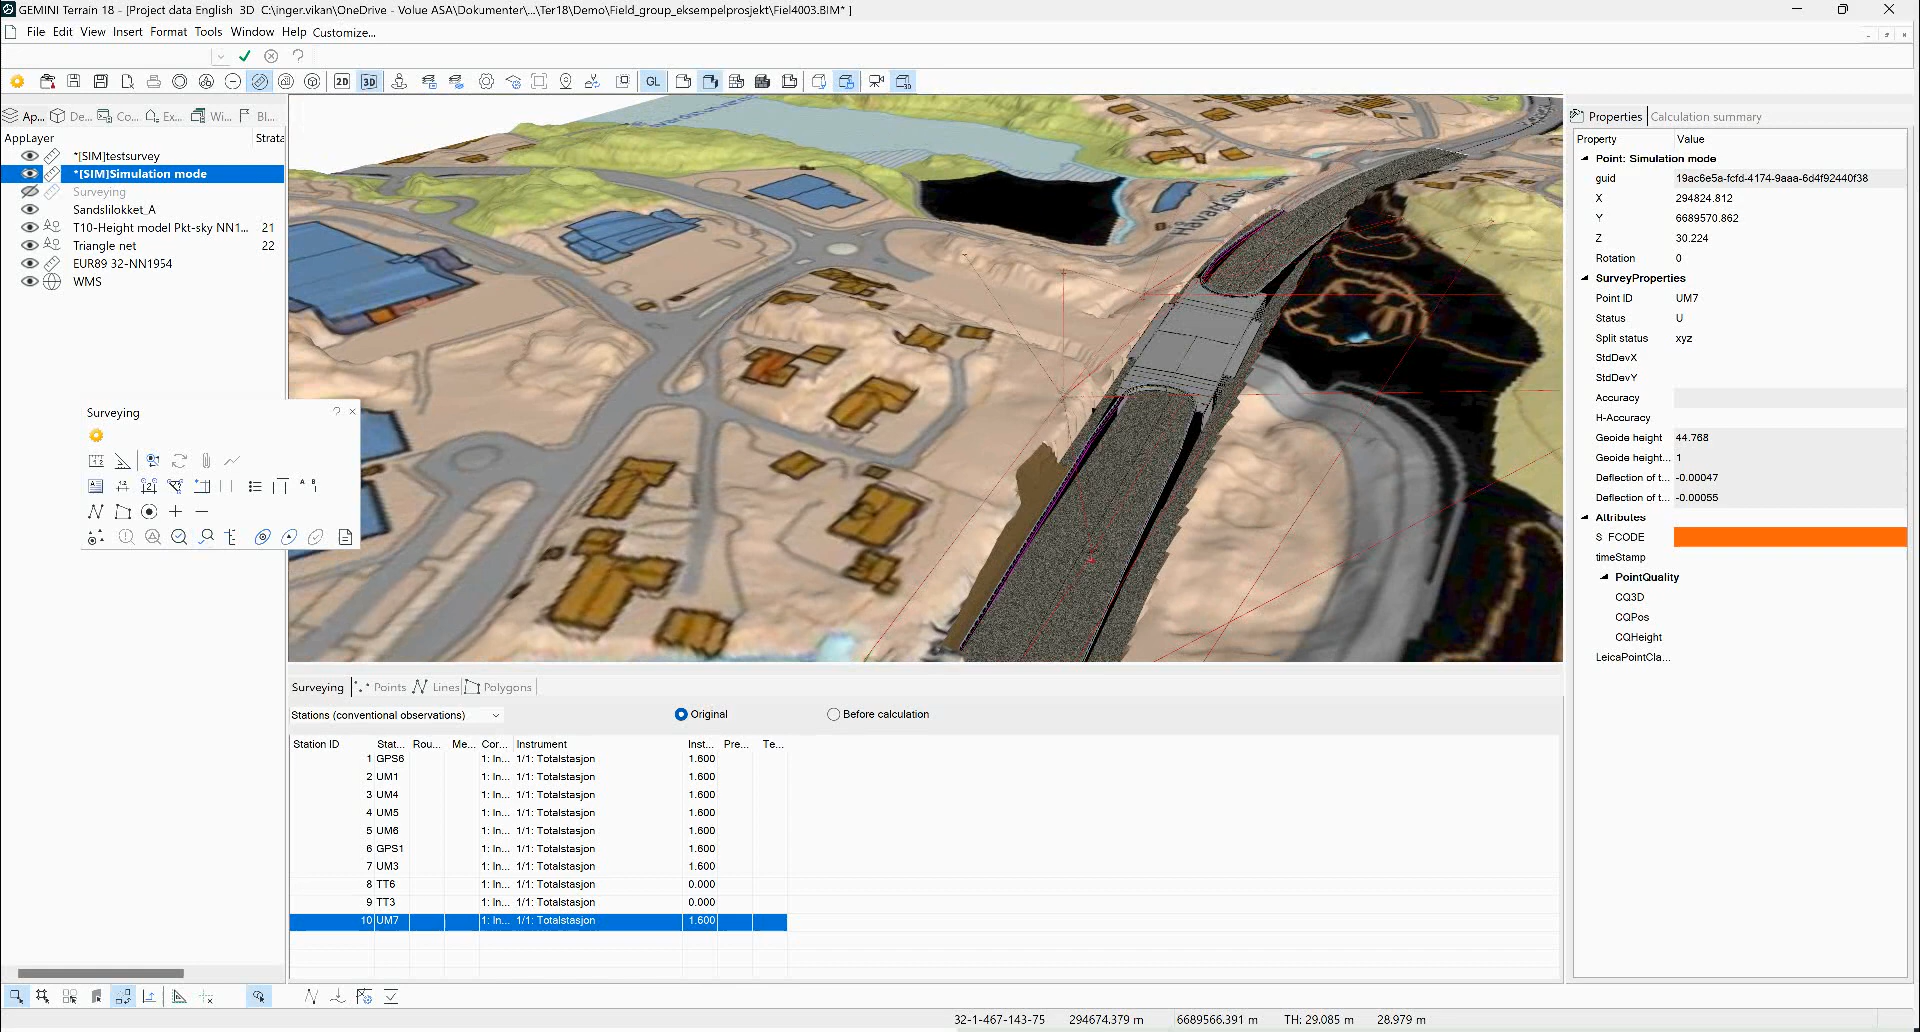 GEMINI Terrain 18 - [Project data English 3D C:\inger.vikan\OneDrive - Volue ASA\Dokumenter\...\Ter18\Demo\Field_group_eksempelprosjekt\Fiel4003.BIM* ]
File Edit View Insert Format Tools Window Help Customize...
2D 3D GL
Ap... De... Co... Ex... Wi... Bl...
AppLayer Strata
*[SIM]testsurvey
*[SIM]Simulation mode
Surveying
Sandslilokket_A
T10-Height model Pkt-sky NN1... 21
Triangle net 22
EUR89 32-NN1954
WMS
Surveying
Surveying Points Lines Polygons
Stations (conventional observations) Original Before calculation
Station ID Stat... Rou... Me... Cor... Instrument Inst... Pre... Te...
1 GPS6 1: In... 1/1: Totalstasjon 1.600
2 UM1 1: In... 1/1: Totalstasjon 1.600
3 UM4 1: In... 1/1: Totalstasjon 1.600
4 UM5 1: In... 1/1: Totalstasjon 1.600
5 UM6 1: In... 1/1: Totalstasjon 1.600
6 GPS1 1: In... 1/1: Totalstasjon 1.600
7 UM3 1: In... 1/1: Totalstasjon 1.600
8 TT6 1: In... 1/1: Totalstasjon 0.000
9 TT3 1: In... 1/1: Totalstasjon 0.000
10 UM7 1: In... 1/1: Totalstasjon 1.600
Properties Calculation summary
Property Value
Point: Simulation mode
guid 19ac6e5a-fcfd-4174-9aaa-6d4f92440f38
X 294824.812
Y 6689570.862
Z 30.224
Rotation 0
SurveyProperties
Point ID UM7
Status U
Split status xyz
StdDevX
StdDevY
Accuracy
H-Accuracy
Geoide height 44.768
Geoide height... 1
Deflection of t... -0.00047
Deflection of t... -0.00055
Attributes
S_FCODE
timeStamp
PointQuality
CQ3D
CQPos
CQHeight
LeicaPointCla...
32-1-467-143-75 294674.379 m 6689566.391 m TH: 29.085 m 28.979 m